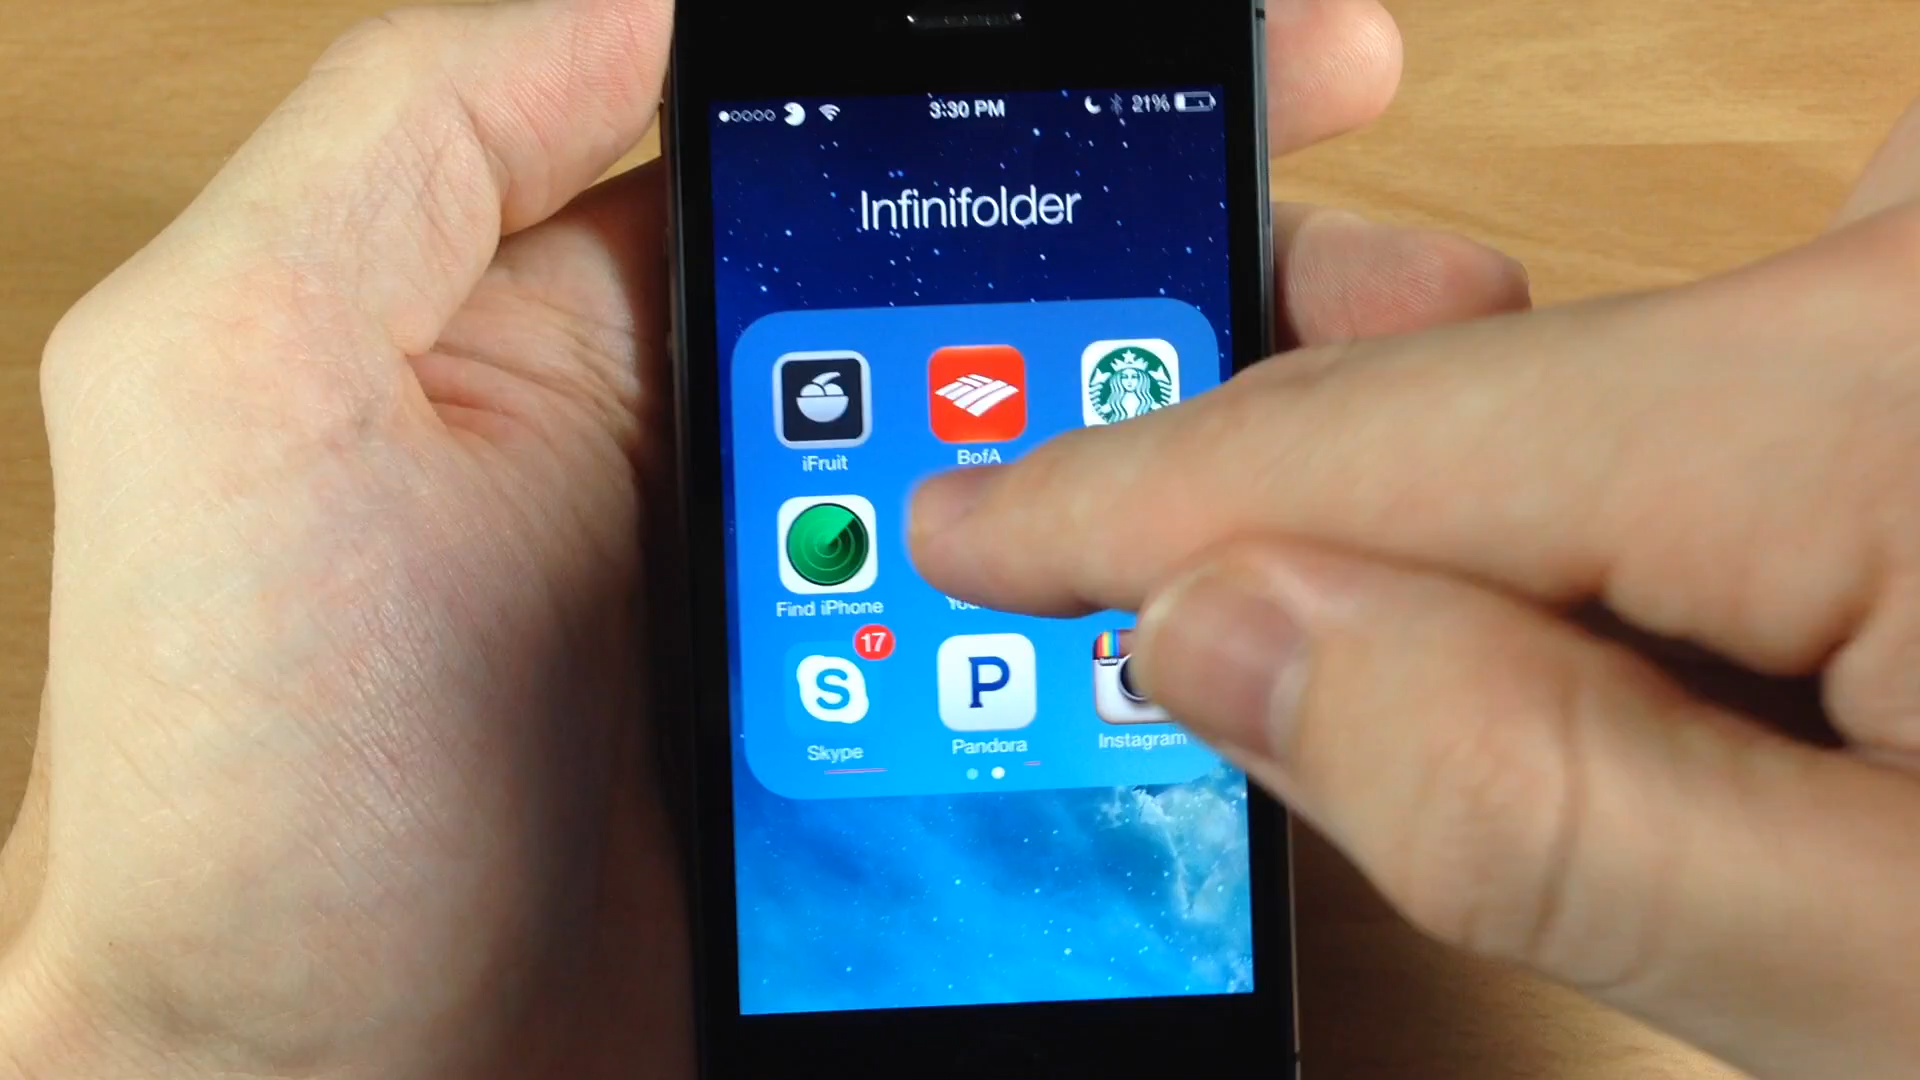 3:30 PM 21%
Infinifolder
iFruit BofA
Find iPhone
17
Skype Pandora Instagram